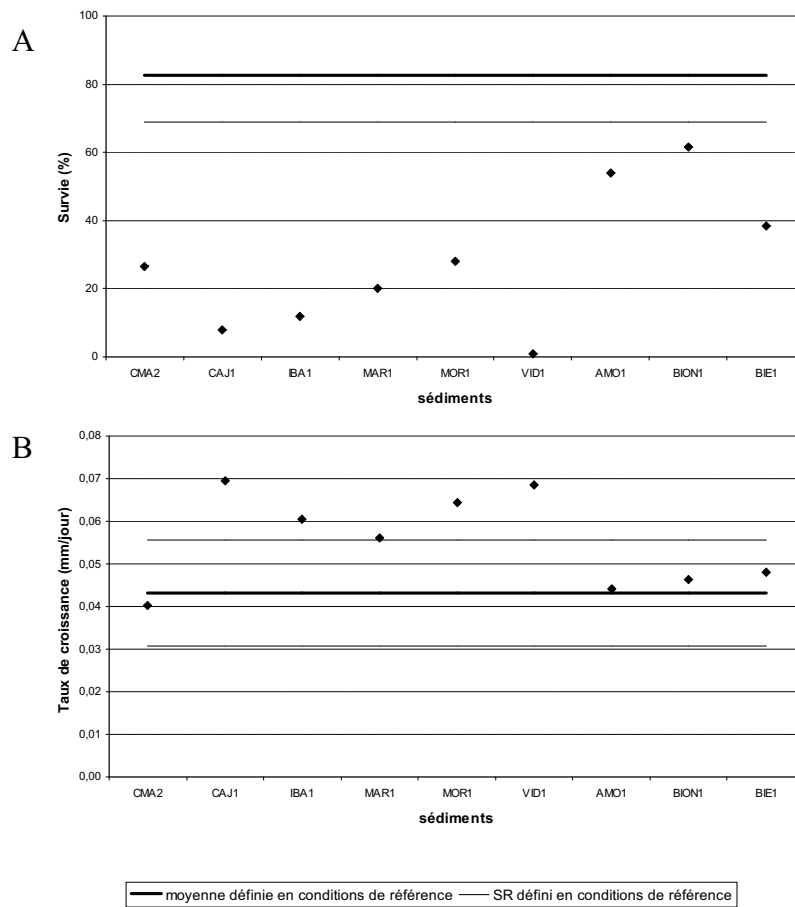 A
100
80
60
40
20
0
Survie (%)
CMA2 CAJ1 IBA1 MAR1 MOR1 VID1 AMO1 BION1 BIE1
sédiments
B
0,08
0,07
0,06
0,05
0,04
0,03
0,02
0,01
0,00
Taux de croissance (mm/jour)
CMA2 CAJ1 IBA1 MAR1 MOR1 VID1 AMO1 BION1 BIE1
sédiments
moyenne définie en conditions de référence SR défini en conditions de référence